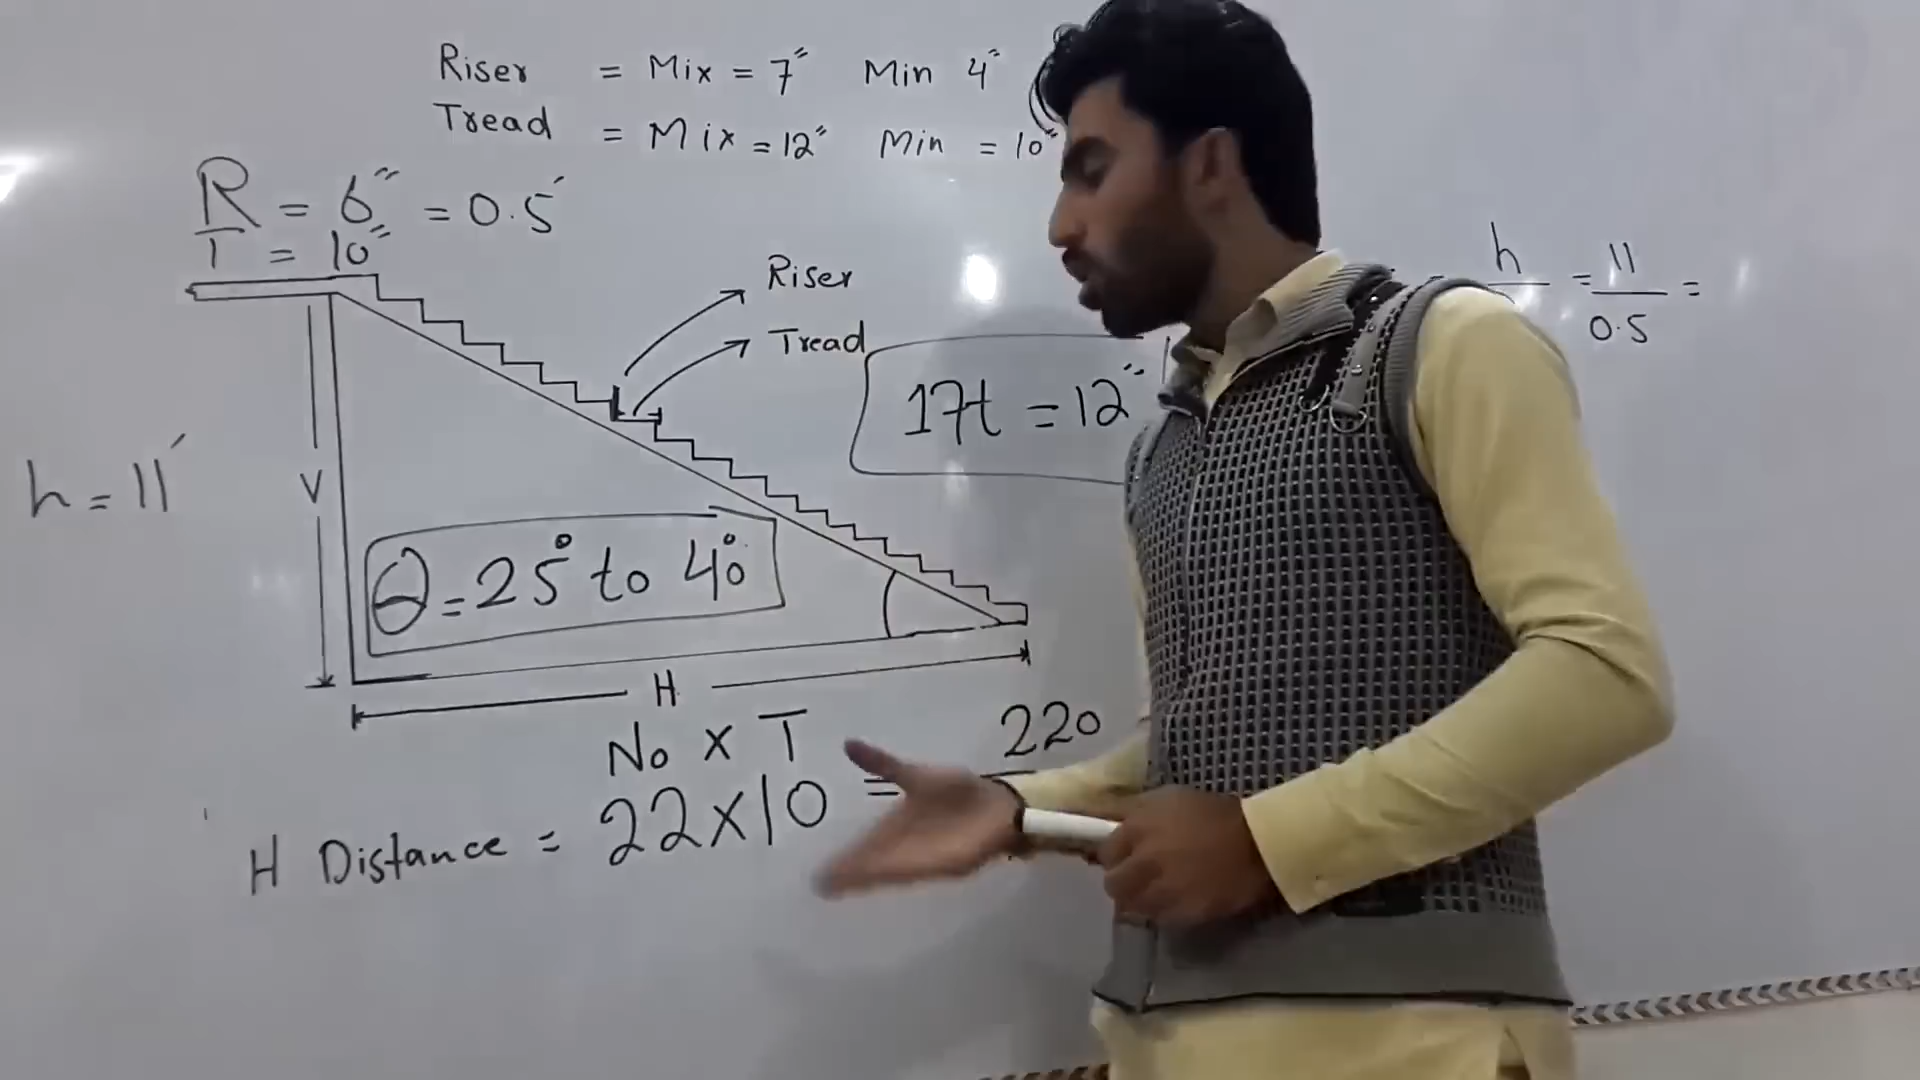 Riser = Mix = 7" Min 4"
Tread = Mix = 12" Min = 10"
R = 6" = 0.5'
T = 10"
Riser
Tread
h / = 11 / 0.5 =
1ft = 12"
h = 11'
V
θ = 25° to 40°
H
No x T
H Distance = 22x10 = 220